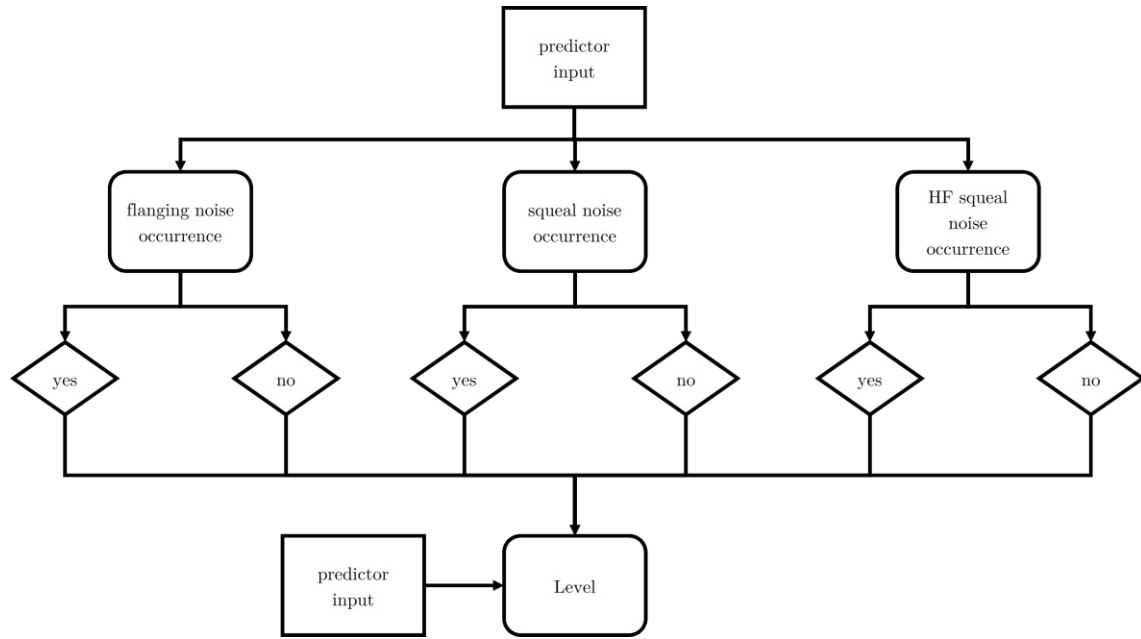 predictor
input
flanging noise
occurrence
squeal noise
occurrence
HF squeal
noise
occurrence
yes
no
yes
no
yes
no
predictor
input
Level